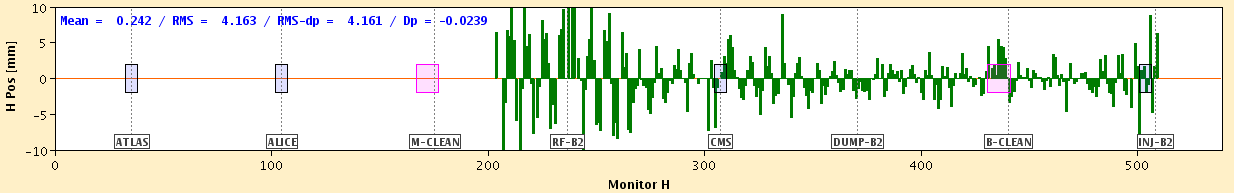 Mean = 0.242 / RMS = 4.163 / RMS-dp = 4.161 / Dp = -0.0239
10
5
0
-5
-10
H Pos [mm]
ATLAS ALICE M-CLEAN RF-B2 CMS DUMP-B2 B-CLEAN INJ-B2
0 100 200 300 400 500
Monitor H